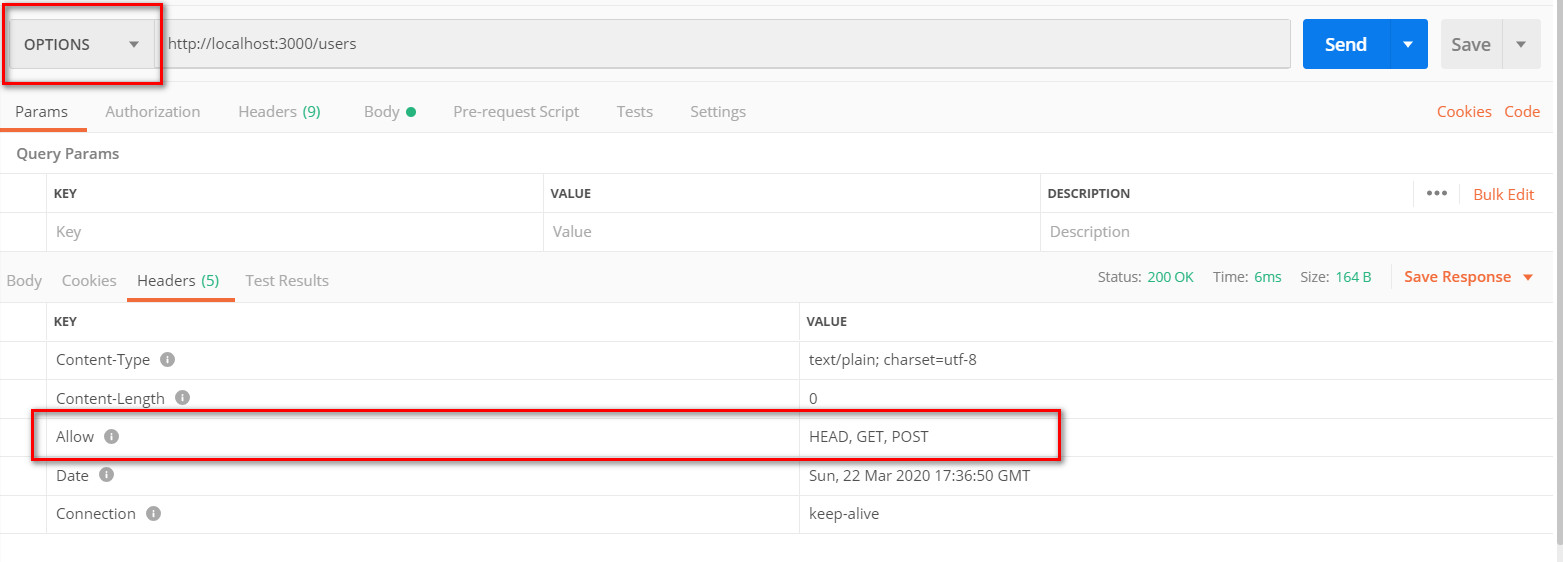 OPTIONS http://localhost:3000/users Send Save
Params Authorization Headers (9) Body Pre-request Script Tests Settings Cookies Code
Query Params
KEY VALUE DESCRIPTION ••• Bulk Edit
Key Value Description
Body Cookies Headers (5) Test Results Status: 200 OK Time: 6ms Size: 164 B Save Response
KEY VALUE
Content-Type text/plain; charset=utf-8
Content-Length 0
Allow HEAD, GET, POST
Date Sun, 22 Mar 2020 17:36:50 GMT
Connection keep-alive